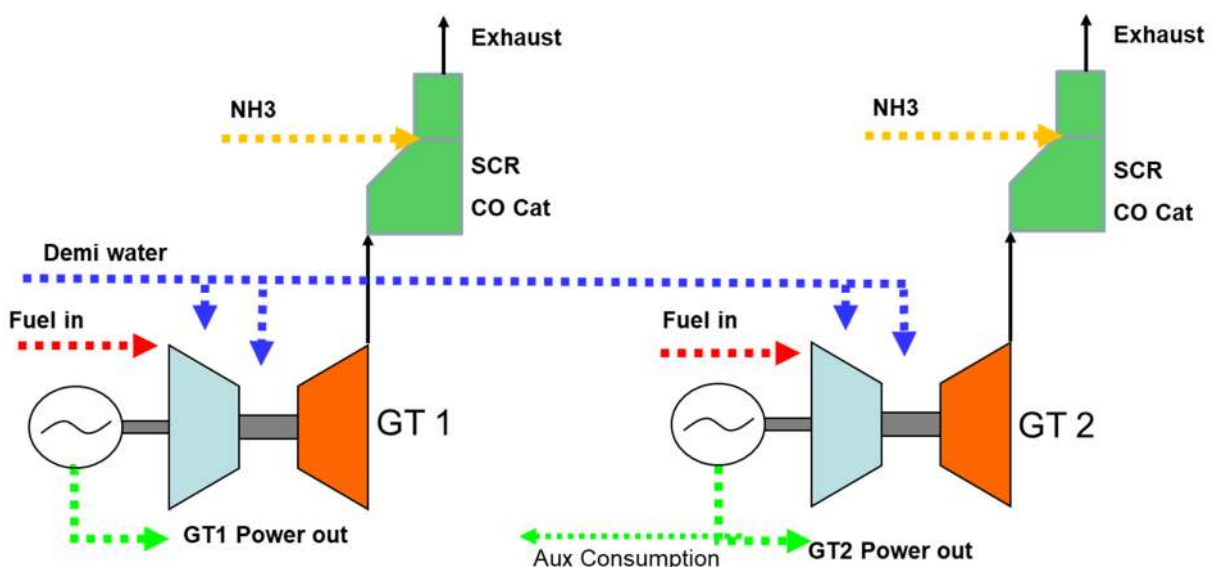 Exhaust
Exhaust
NH3
NH3
SCR
CO Cat
SCR
CO Cat
Demi water
Fuel in
Fuel in
GT 1
GT 2
GT1 Power out
Aux Consumption
GT2 Power out